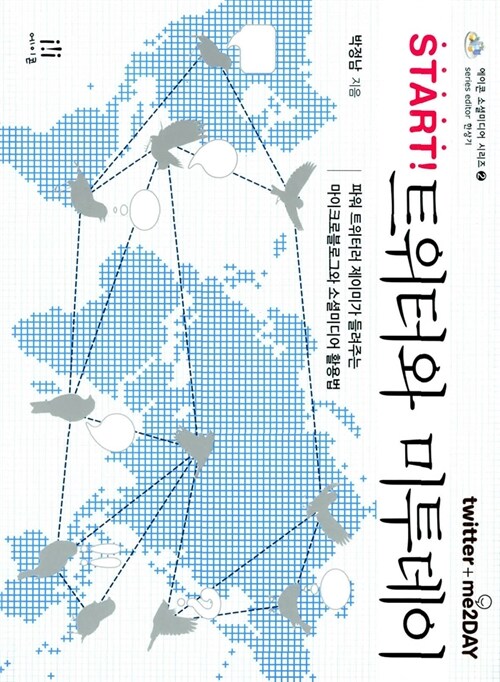 에이콘 소셜미디어 시리즈 2
series editor 한상기
START! 트위터와 미투데이
twitter + me2DAY
파워 트위터러 제이미가 들려주는
마이크로블로그와 소셜미디어 활용법
박정남 지음
에이콘